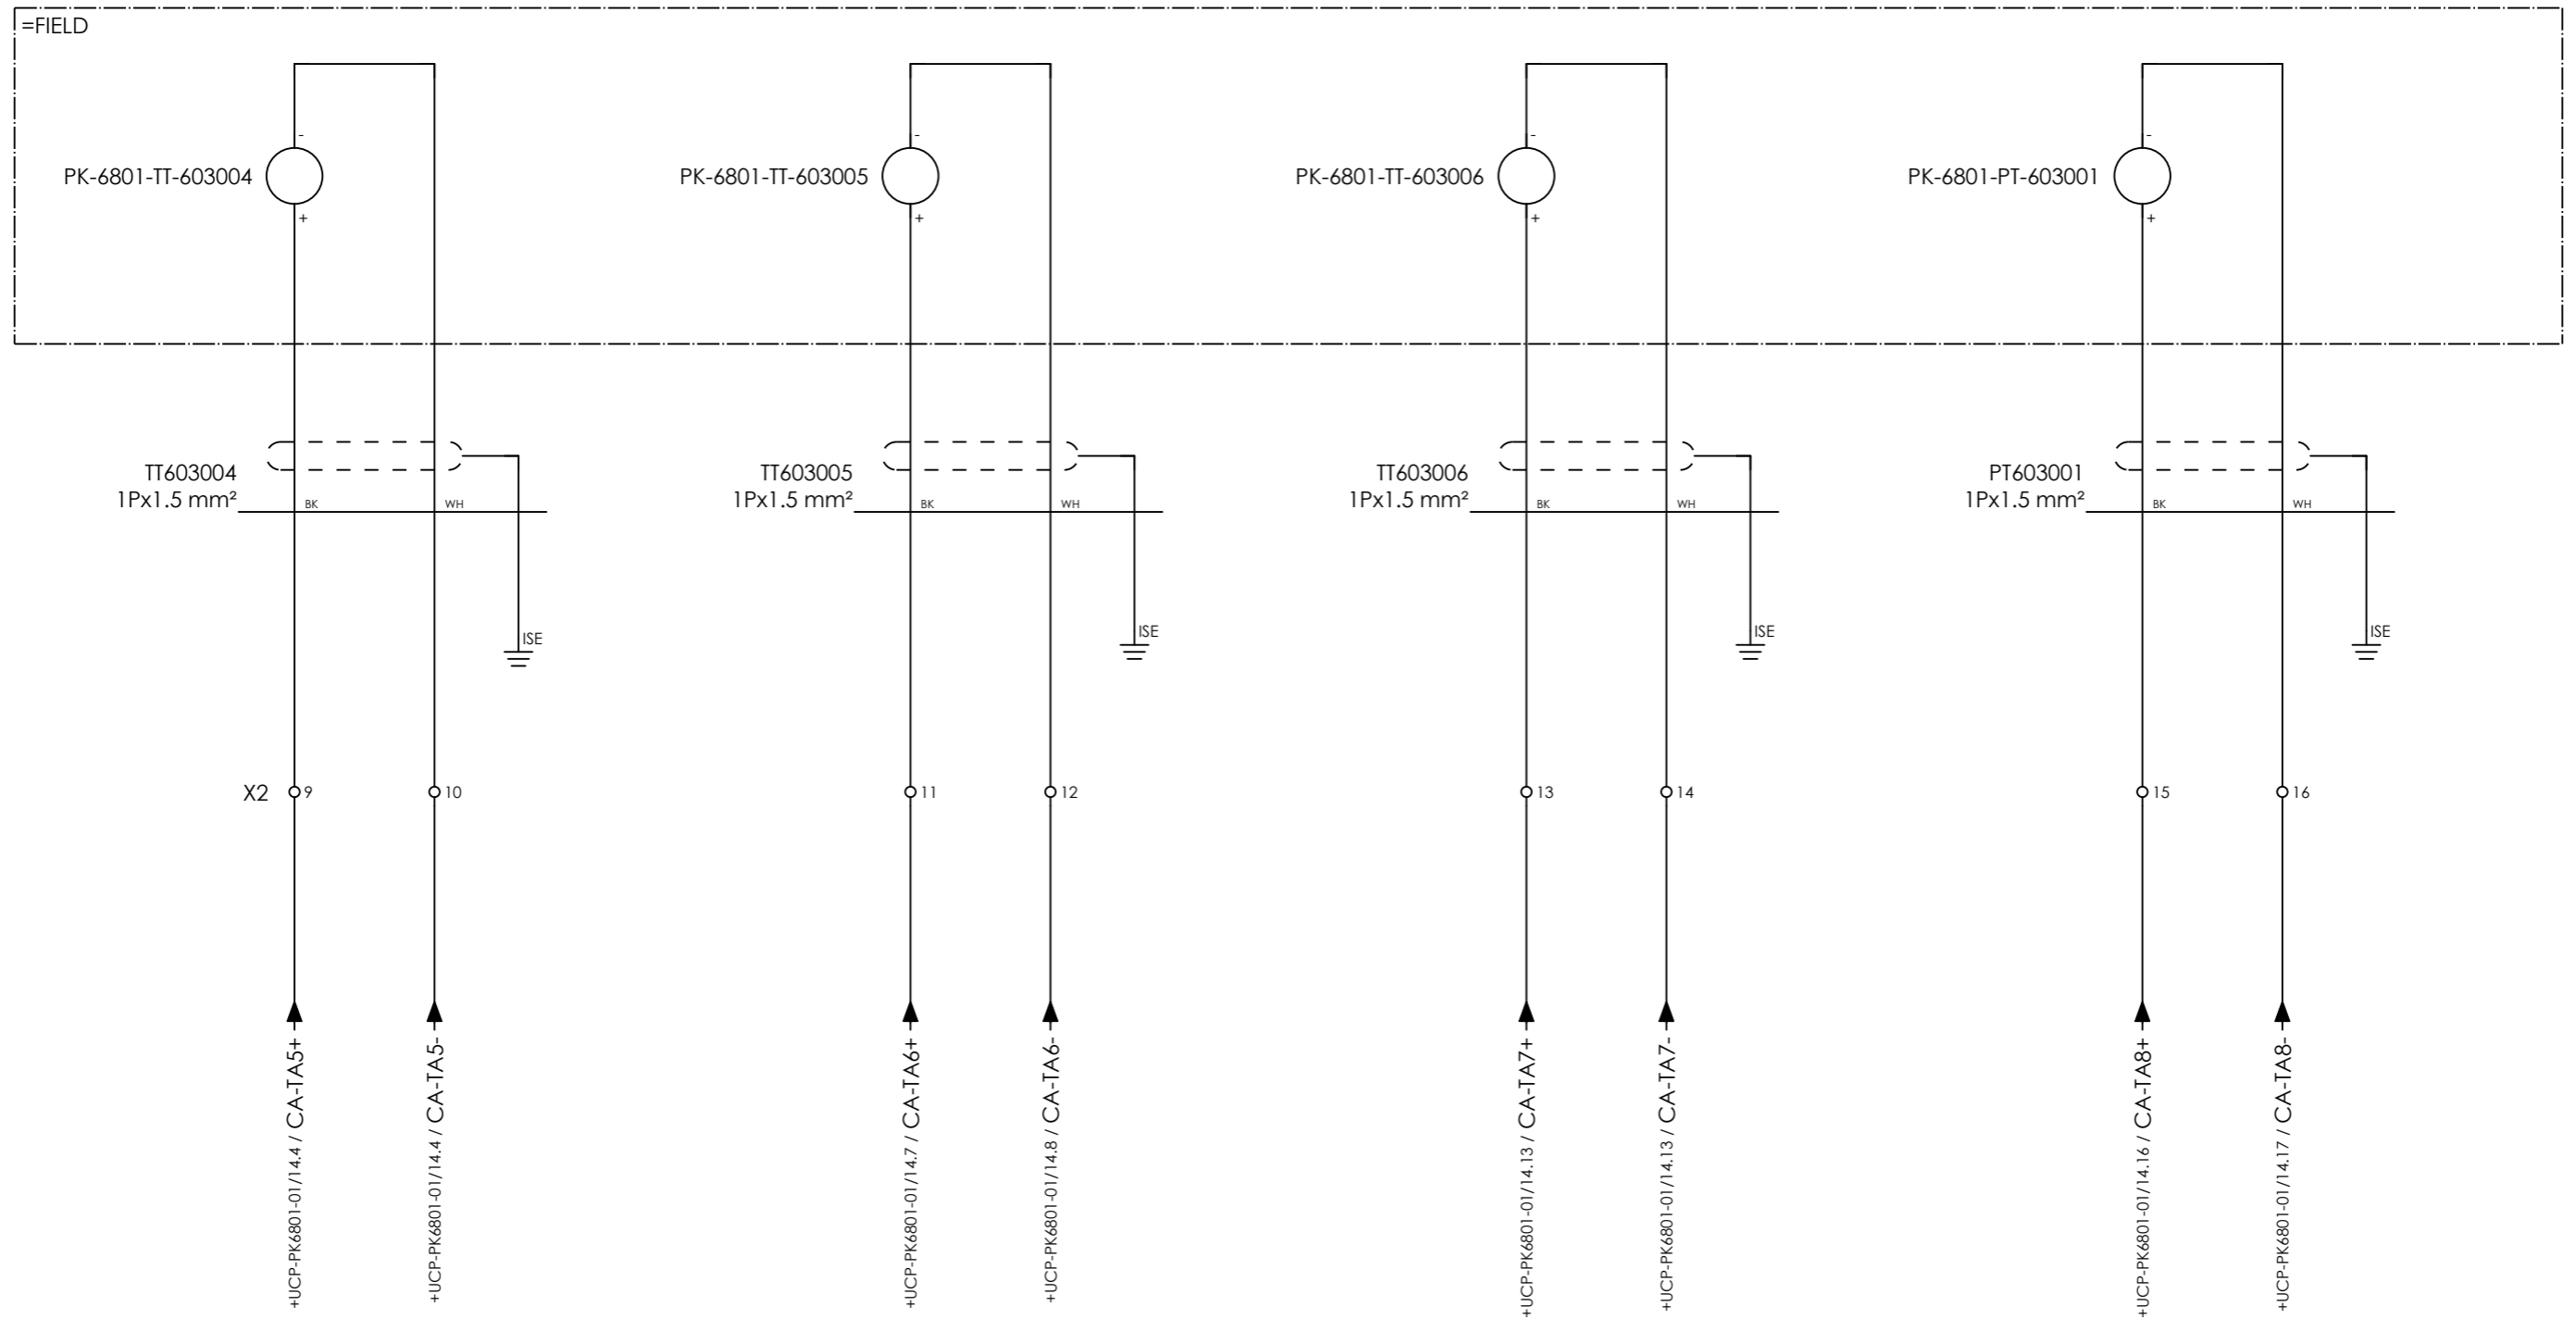 =FIELD
-
-
-
-
PK-6801-TT-603004
PK-6801-TT-603005
PK-6801-TT-603006
PK-6801-PT-603001
+
+
+
+
TT603004
1Px1.5 mm²
BK
WH
TT603005
1Px1.5 mm²
BK
WH
TT603006
1Px1.5 mm²
BK
WH
PT603001
1Px1.5 mm²
BK
WH
ISE
ISE
ISE
ISE
X2
9
10
11
12
13
14
15
16
+UCP-PK6801-01/14.4 / CA-TA5+
+UCP-PK6801-01/14.4 / CA-TA5-
+UCP-PK6801-01/14.7 / CA-TA6+
+UCP-PK6801-01/14.8 / CA-TA6-
+UCP-PK6801-01/14.13 / CA-TA7+
+UCP-PK6801-01/14.13 / CA-TA7-
+UCP-PK6801-01/14.16 / CA-TA8+
+UCP-PK6801-01/14.17 / CA-TA8-